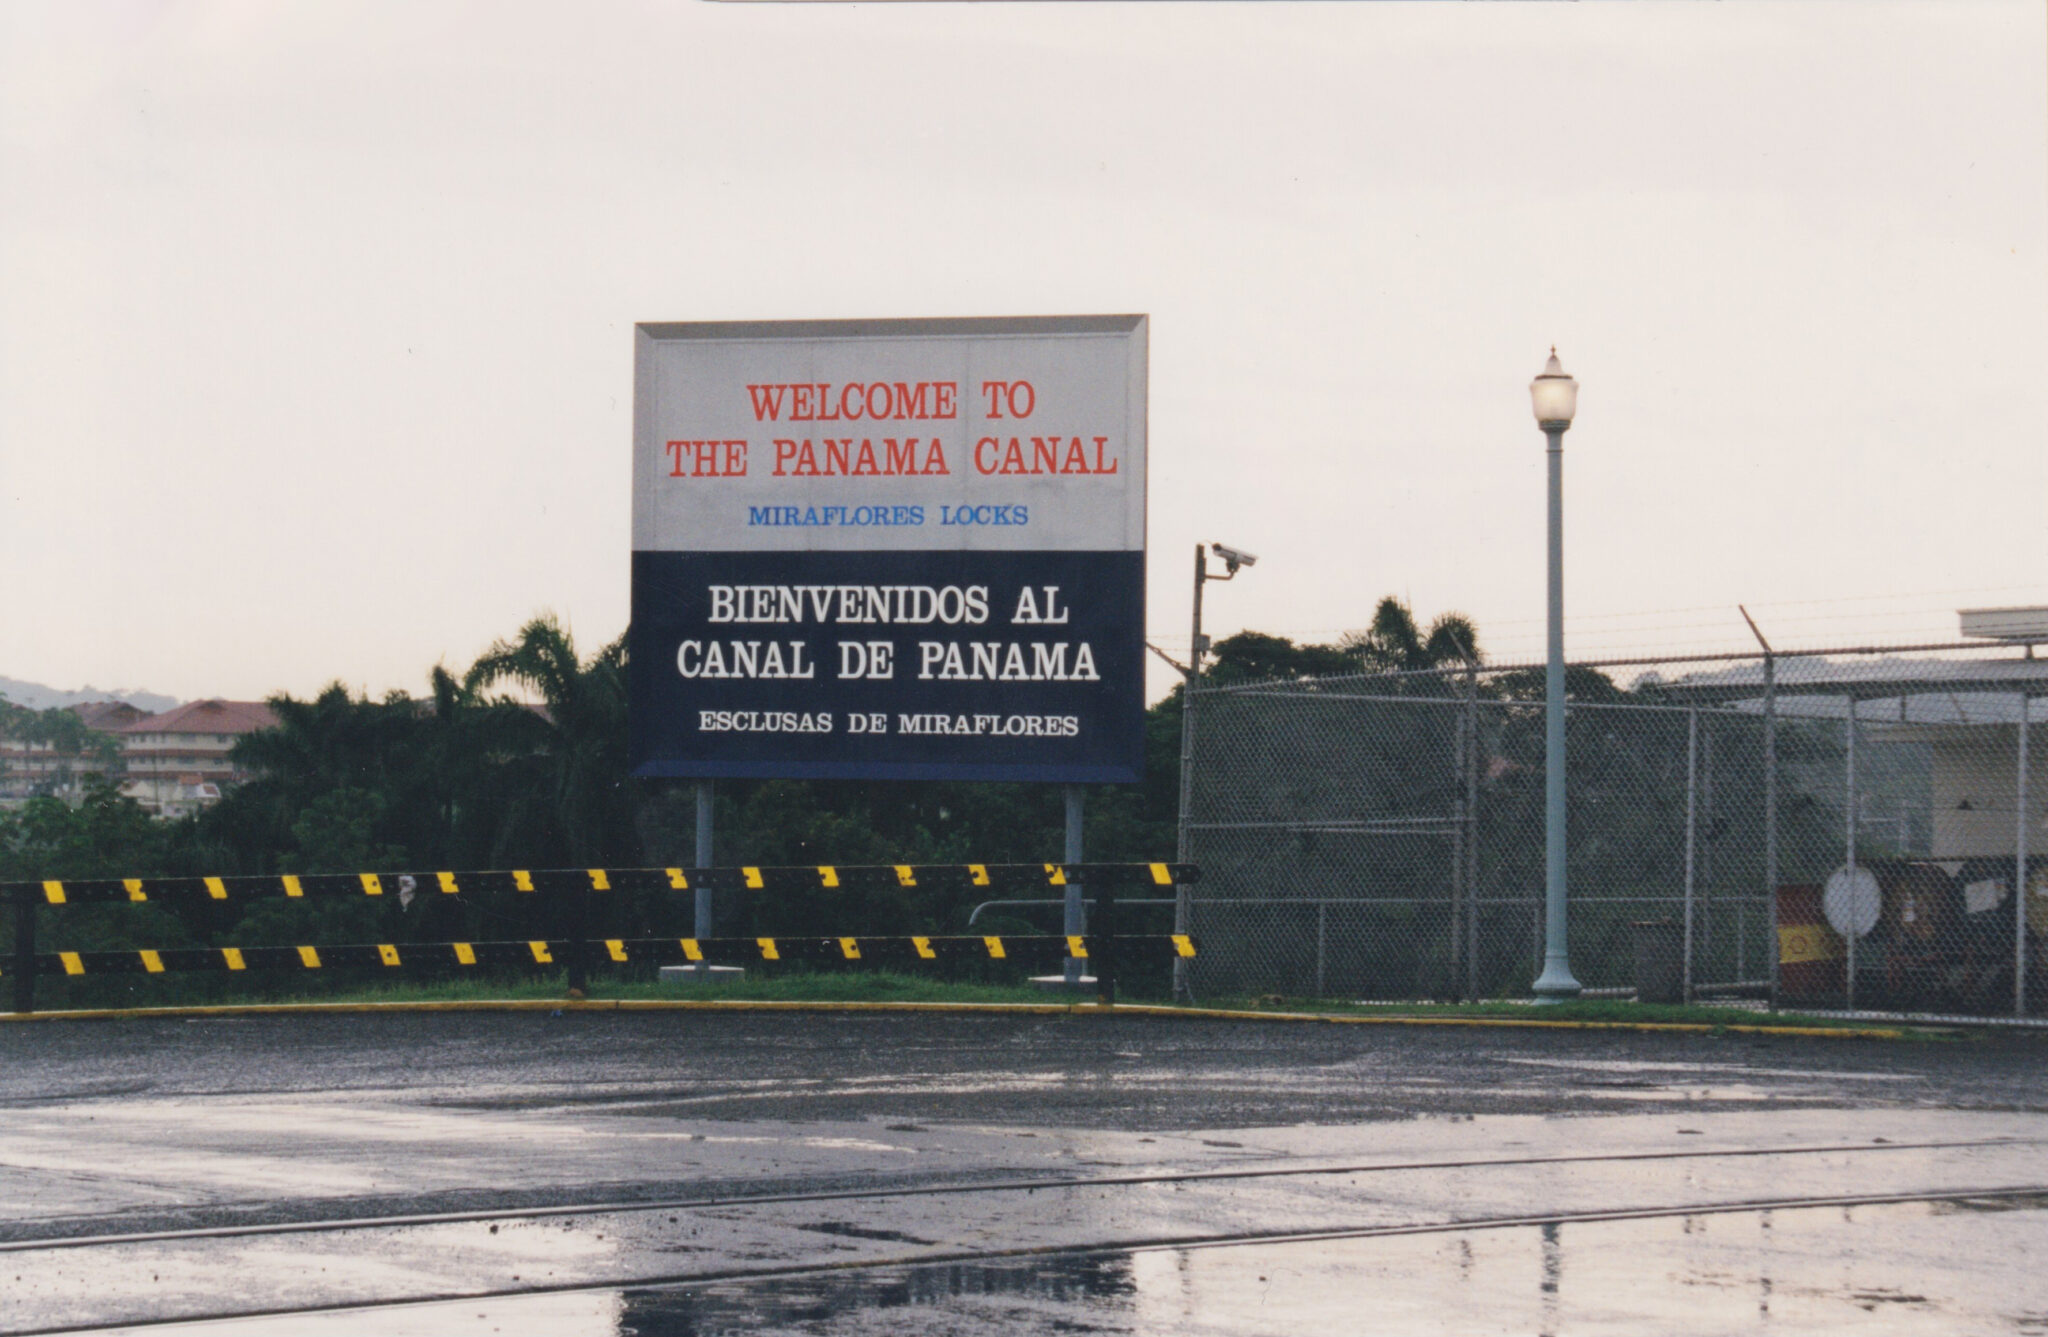 WELCOME TO
THE PANAMA CANAL
MIRAFLORES LOCKS
BIENVENIDOS AL
CANAL DE PANAMA
ESCLUSAS DE MIRAFLORES